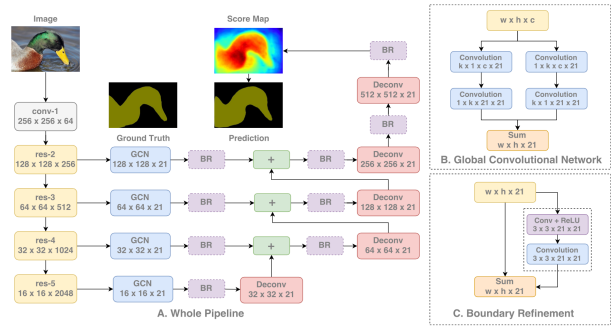 Image
Score Map
BR
Deconv
512 x 512 x 21
conv-1
256 x 256 x 64
Ground Truth
Prediction
BR
res-2
128 x 128 x 256
GCN
128 x 128 x 21
BR
+
BR
Deconv
256 x 256 x 21
res-3
64 x 64 x 512
GCN
64 x 64 x 21
BR
+
BR
Deconv
128 x 128 x 21
res-4
32 x 32 x 1024
GCN
32 x 32 x 21
BR
+
BR
Deconv
64 x 64 x 21
res-5
16 x 16 x 2048
GCN
16 x 16 x 21
BR
Deconv
32 x 32 x 21
A. Whole Pipeline
w x h x c
Convolution
k x 1 x c x 21
Convolution
1 x k x c x 21
Convolution
1 x k x 21 x 21
Convolution
k x 1 x 21 x 21
Sum
w x h x 21
B. Global Convolutional Network
w x h x 21
Conv + ReLU
3 x 3 x 21 x 21
Convolution
3 x 3 x 21 x 21
Sum
w x h x 21
C. Boundary Refinement